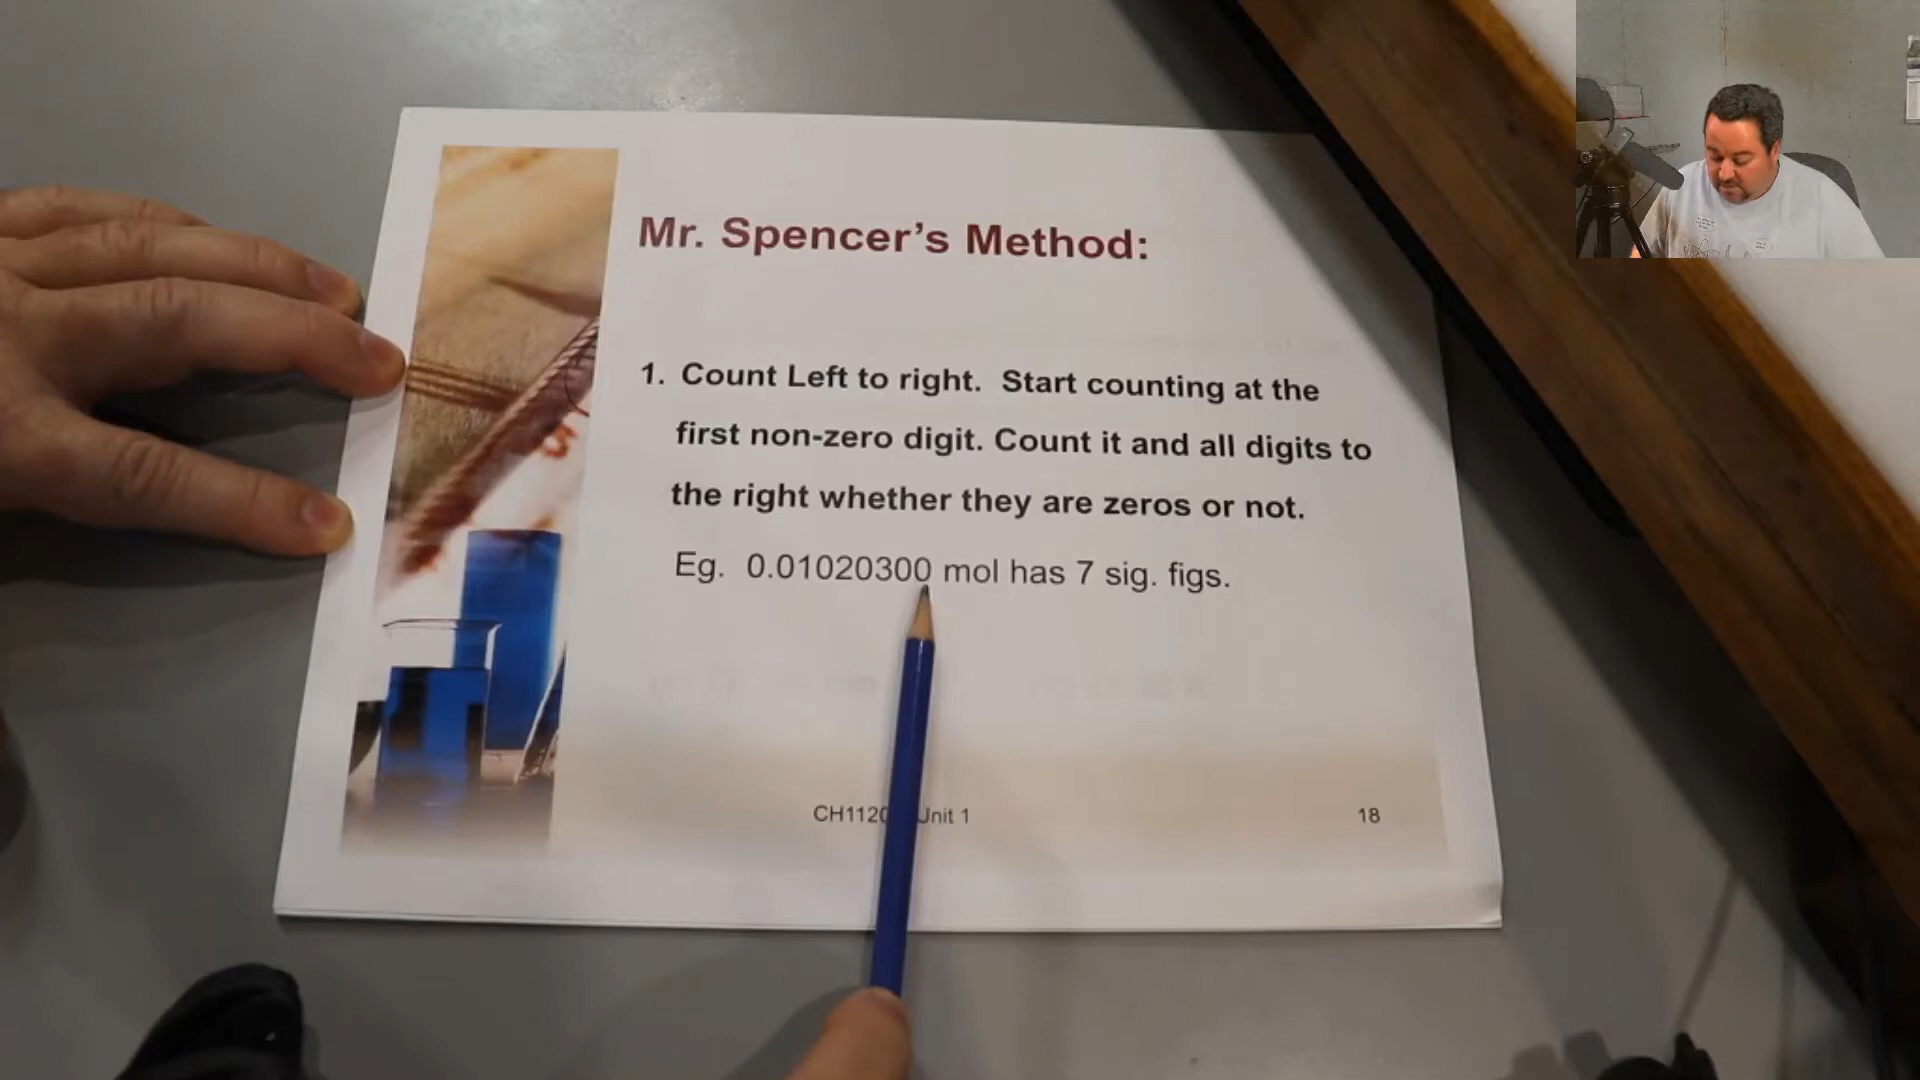 Mr. Spencer's Method:
1. Count Left to right. Start counting at the
first non-zero digit. Count it and all digits to
the right whether they are zeros or not.
Eg. 0.01020300 mol has 7 sig. figs.
CH1120 Unit 1
18